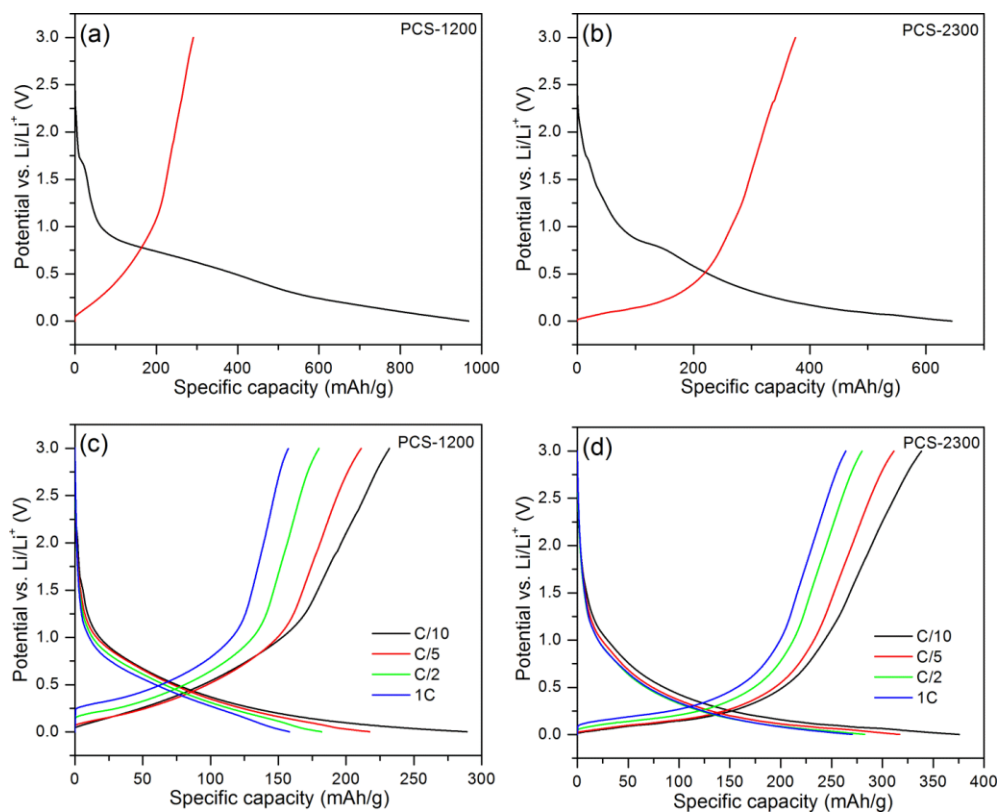 (a)
PCS-1200
3.0
2.5
2.0
1.5
1.0
0.5
0.0
Potential vs. Li/Li⁺ (V)
0 200 400 600 800 1000
Specific capacity (mAh/g)
(b)
PCS-2300
3.0
2.5
2.0
1.5
1.0
0.5
0.0
Potential vs. Li/Li⁺ (V)
0 200 400 600
Specific capacity (mAh/g)
(c)
PCS-1200
3.0
2.5
2.0
1.5
1.0
0.5
0.0
Potential vs. Li/Li⁺ (V)
C/10
C/5
C/2
1C
0 50 100 150 200 250 300
Specific capacity (mAh/g)
(d)
PCS-2300
3.0
2.5
2.0
1.5
1.0
0.5
0.0
Potential vs. Li/Li⁺ (V)
C/10
C/5
C/2
1C
0 50 100 150 200 250 300 350 400
Specific capacity (mAh/g)